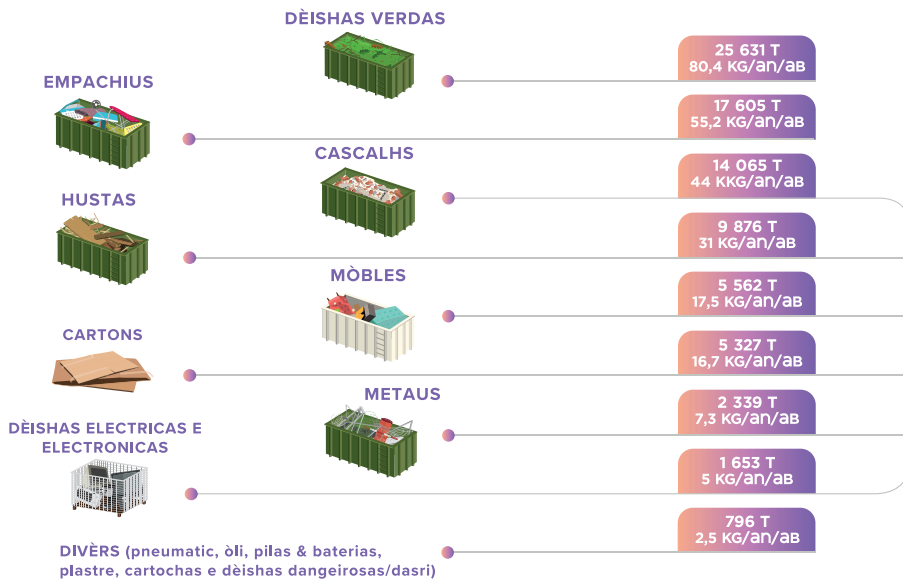 DÈISHAS VERDAS
25 631 T
80,4 KG/an/aB
EMPACHIUS
17 605 T
55,2 KG/an/aB
CASCALHS
14 065 T
44 KKG/an/aB
HUSTAS
9 876 T
31 KG/an/aB
MÒBLES
5 562 T
17,5 KG/an/aB
CARTONS
5 327 T
16,7 KG/an/aB
METAUS
2 339 T
7,3 KG/an/aB
DÈISHAS ELECTRICAS E
ELECTRONICAS
1 653 T
5 KG/an/aB
DIVÈRS (pneumatic, òli, pilas & baterias,
plastre, cartochas e dèishas dangeirosas/dasri)
796 T
2,5 KG/an/aB